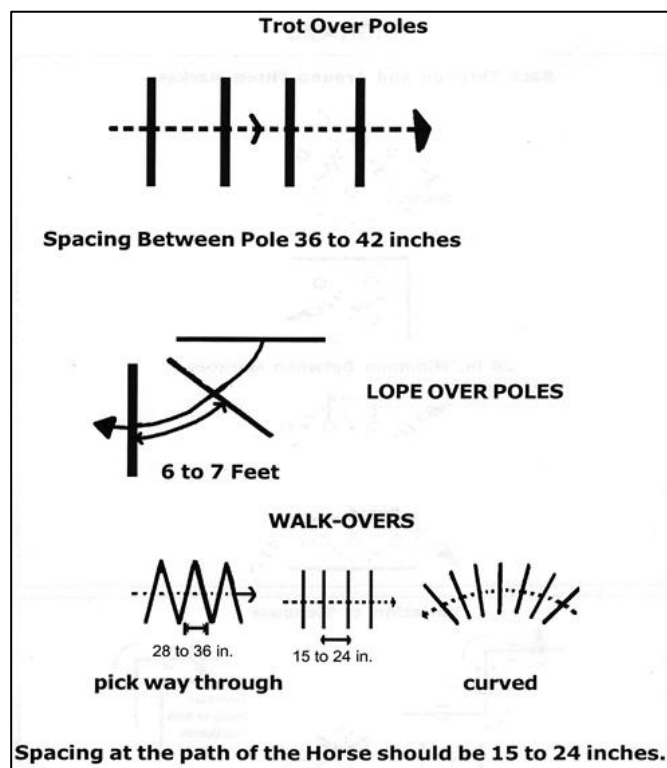 Trot Over Poles
Spacing Between Pole 36 to 42 inches
LOPE OVER POLES
6 to 7 Feet
WALK-OVERS
28 to 36 in.
15 to 24 in.
pick way through
curved
Spacing at the path of the Horse should be 15 to 24 inches.